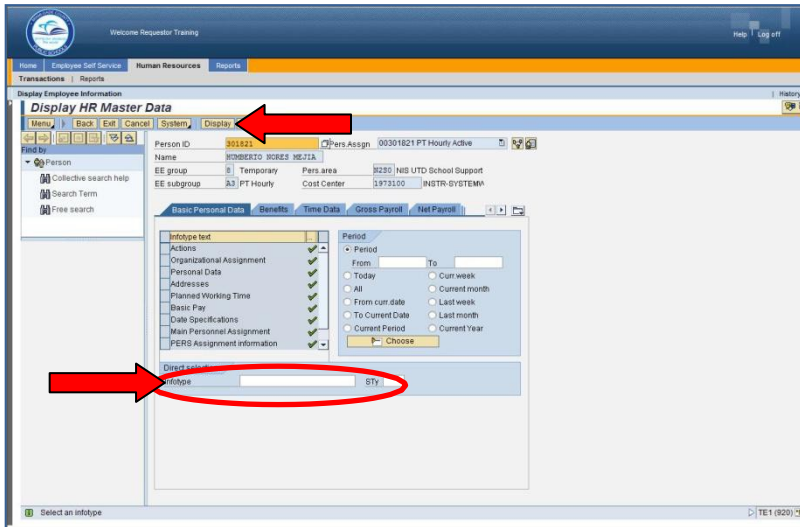 Welcome Requestor Training
Help Log off
Home Employee Self Service Human Resources Reports
Transactions | Reports
Display Employee Information
History
Display HR Master Data
Menu Back Exit Cancel System Display
Find by
Person
Collective search help
Search Term
Free search
Person ID 301821 Pers.Assgn 00301821 PT Hourly Active
Name HUMBERTO NORES MEJIA
EE group 8 Temporary Pers.area N290 NIS UTD School Support
EE subgroup A3 PT Hourly Cost Center 1973100 INSTR-SYSTEMW
Basic Personal Data Benefits Time Data Gross Payroll Net Payroll
Infotype text
Actions
Organizational Assignment
Personal Data
Addresses
Planned Working Time
Basic Pay
Date Specifications
Main Personnel Assignment
PERS Assignment information
Period
Period
From To
Today Curr.week
All Current month
From curr.date Last week
To Current Date Last month
Current Period Current Year
Choose
Direct selection
Infotype STy
Select an infotype
TE1 (920)